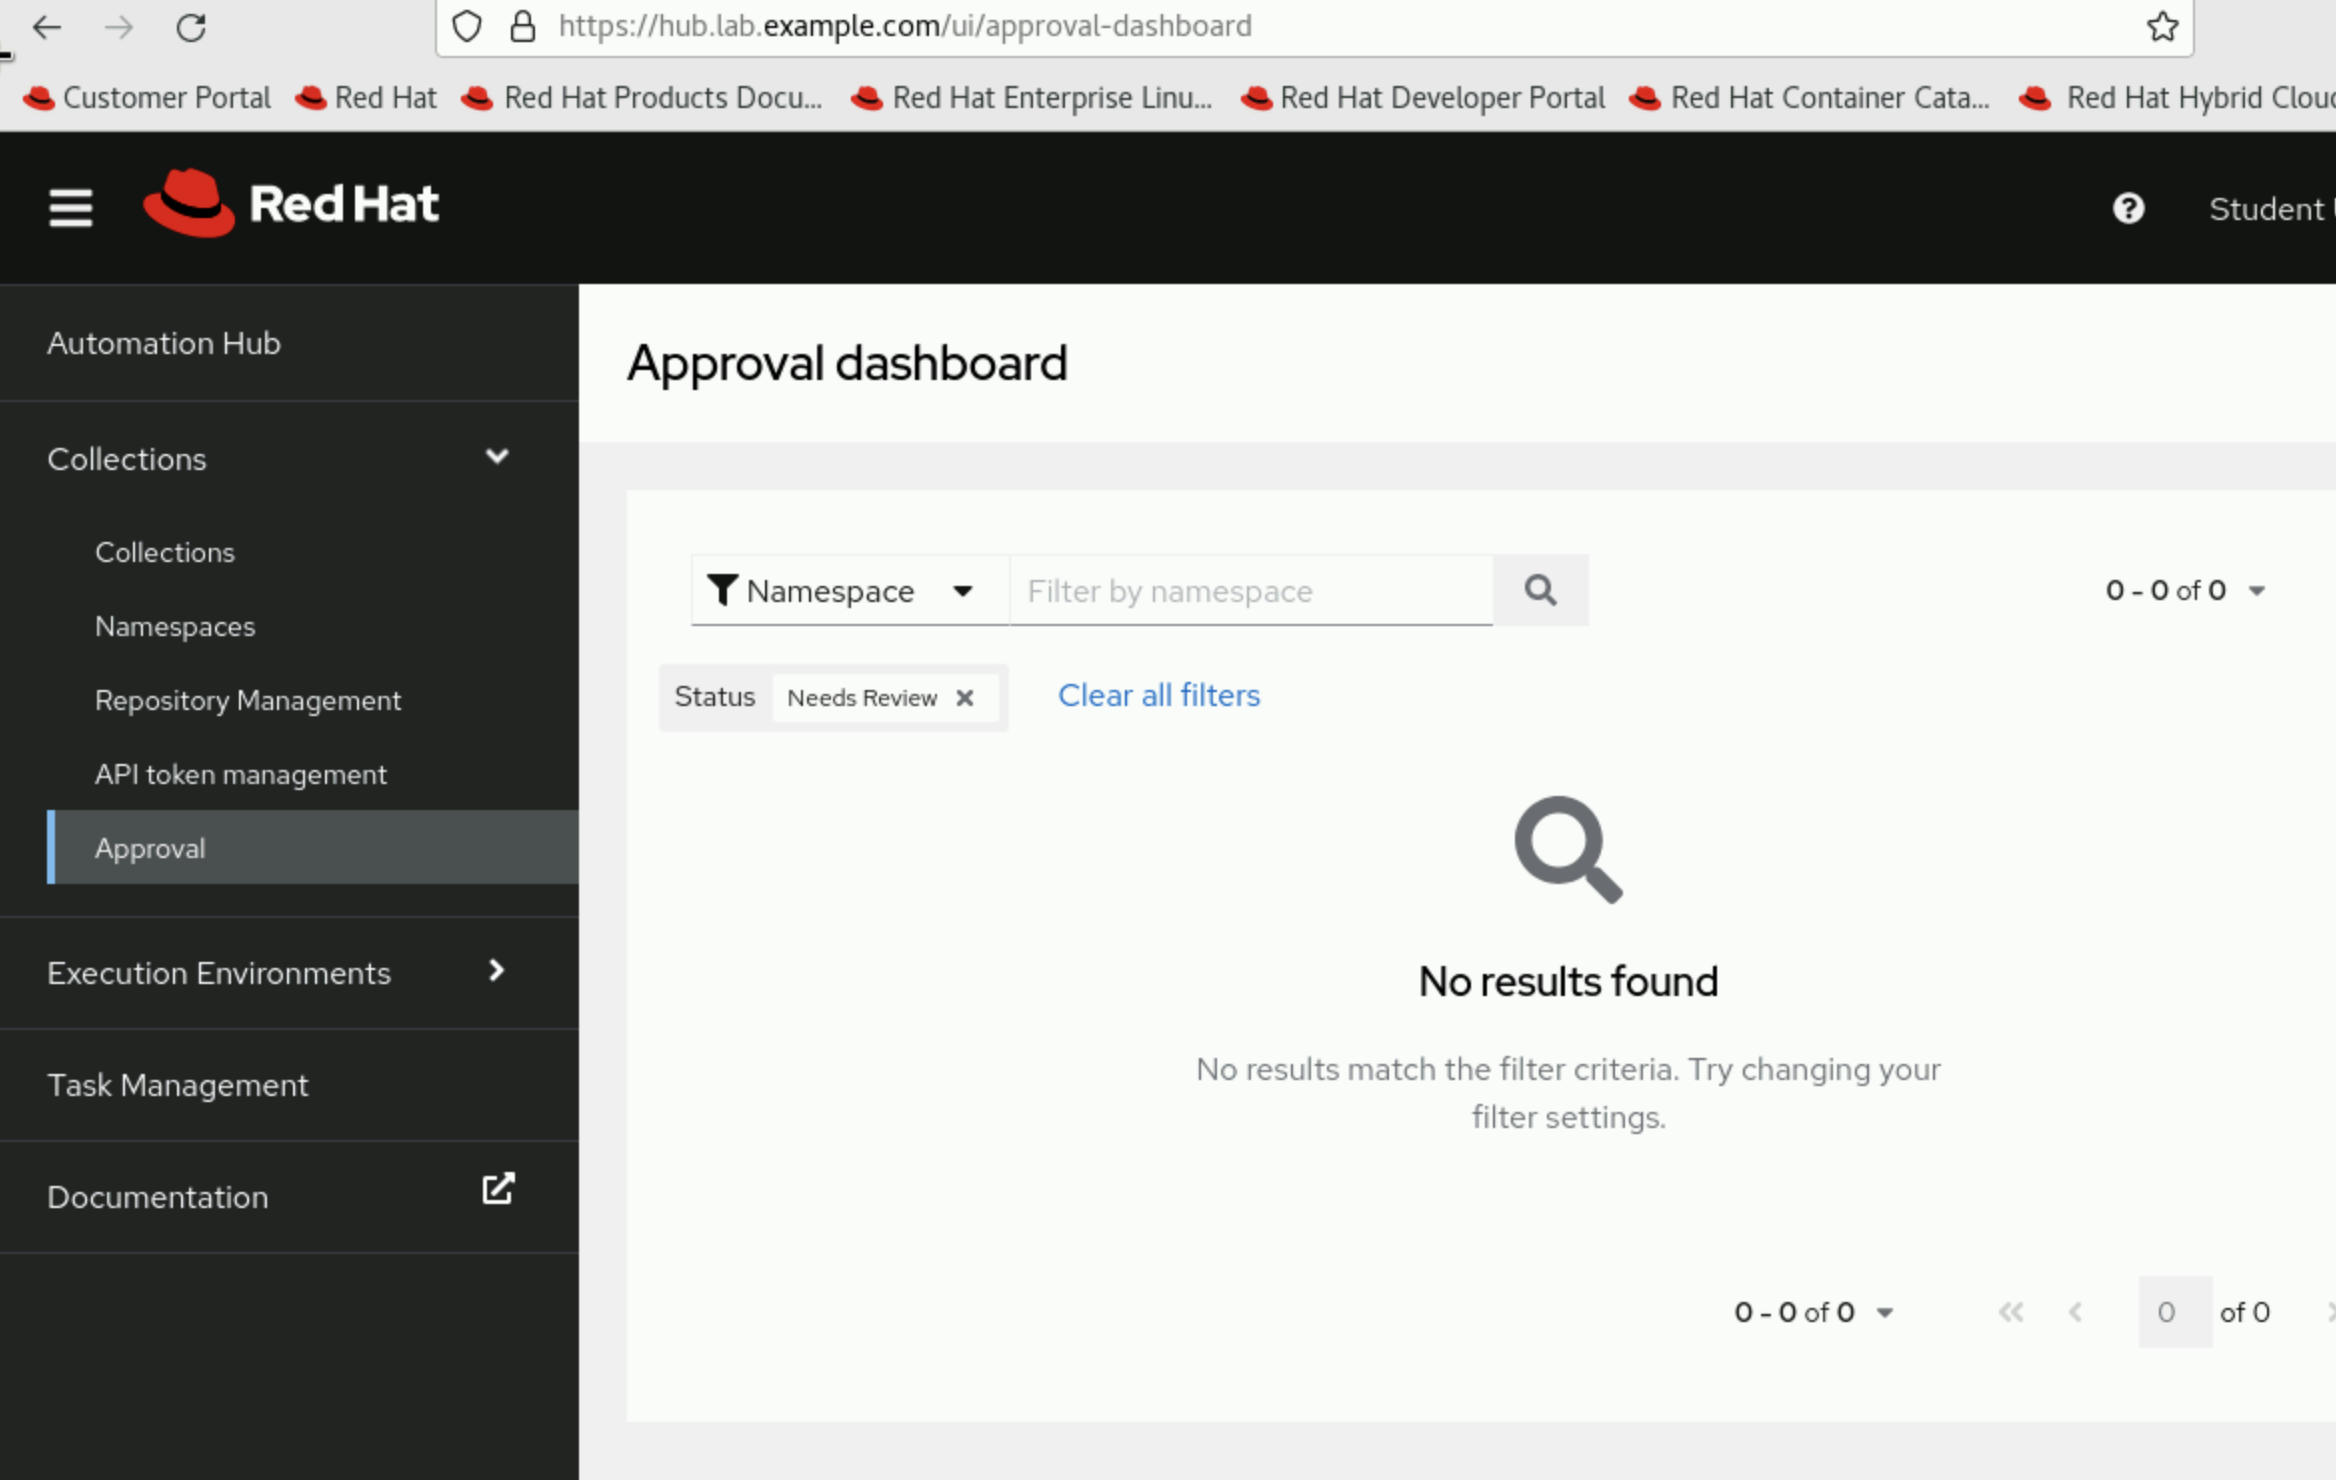 https://hub.lab.example.com/ui/approval-dashboard
Customer Portal Red Hat Red Hat Products Docu... Red Hat Enterprise Linu... Red Hat Developer Portal Red Hat Container Cata... Red Hat Hybrid Cloud
Red Hat
Student
Automation Hub
Approval dashboard
Collections
Collections
Namespaces
Repository Management
API token management
Approval
Execution Environments
Task Management
Documentation
Namespace
Filter by namespace
0 - 0 of 0
Status Needs Review
Clear all filters
No results found
No results match the filter criteria. Try changing your
filter settings.
0 - 0 of 0
0 of 0